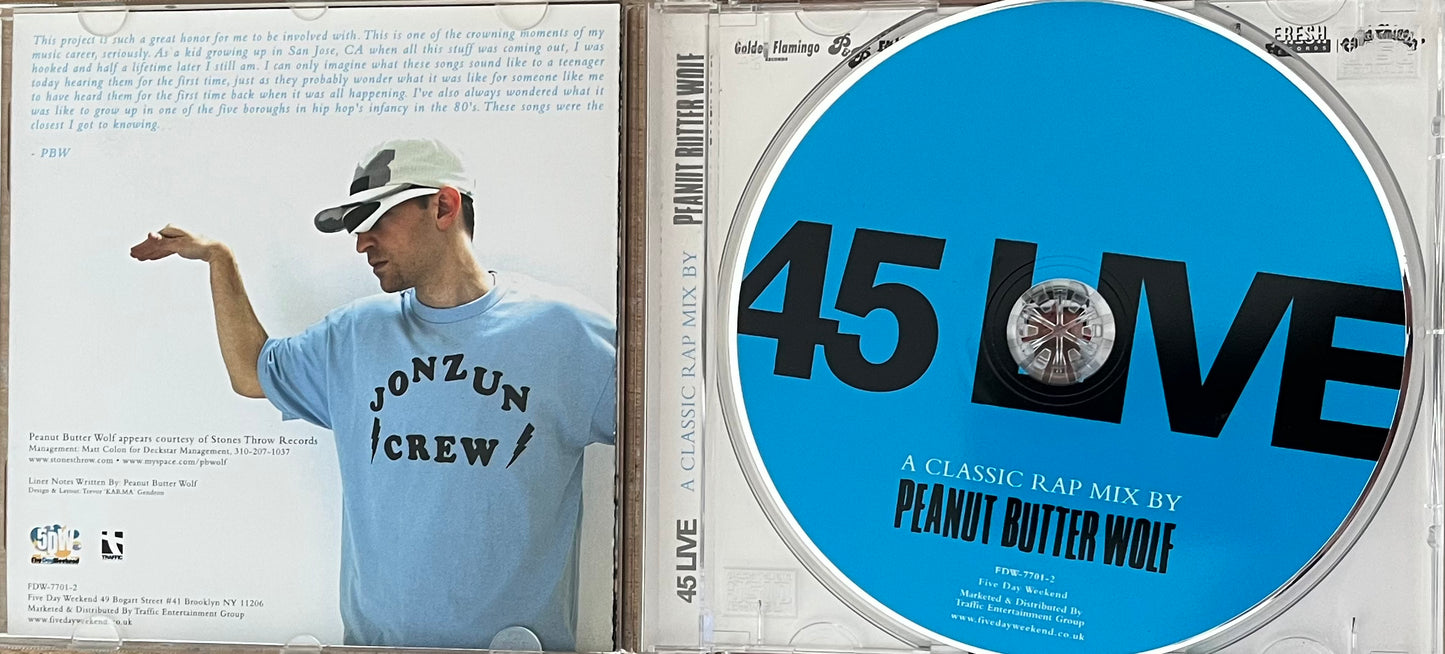 This project is such a great honor for me to be involved with. This is one of the crowning moments of my
music career, seriously. As a kid growing up in San Jose, CA when all this stuff was coming out, I was
hooked and half a lifetime later I still am. I can only imagine what these songs sound like to a teenager
today hearing them for the first time, just as they probably wonder what it was like for someone like me
to have heard them for the first time back when it was all happening. I've also always wondered what it
was like to grow up in one of the five boroughs in hip hop's infancy in the 80's. These songs were the
closest I got to knowing.
- PBW
JONZUN
CREW
Peanut Butter Wolf appears courtesy of Stones Throw Records
Management: Matt Colon for Deckstar Management, 310-207-1037
www.stonesthrow.com • www.myspace.com/pbwolf
Liner Notes Written By: Peanut Butter Wolf
Design & Layout: Trevor 'KARMA' Gendron
5DW
Five Day Weekend
TRAFFIC
FDW-7701-2
Five Day Weekend 49 Bogart Street #41 Brooklyn NY 11206
Marketed & Distributed By Traffic Entertainment Group
www.fivedayweekend.co.uk
45 LIVE A CLASSIC RAP MIX BY PEANUT BUTTER WOLF
Golden Flamingo
RECORDS
P&P
FRESH
RECORDS
45 LIVE
A CLASSIC RAP MIX BY
PEANUT BUTTER WOLF
FDW-7701-2
Five Day Weekend
Marketed & Distributed By
Traffic Entertainment Group
www.fivedayweekend.co.uk